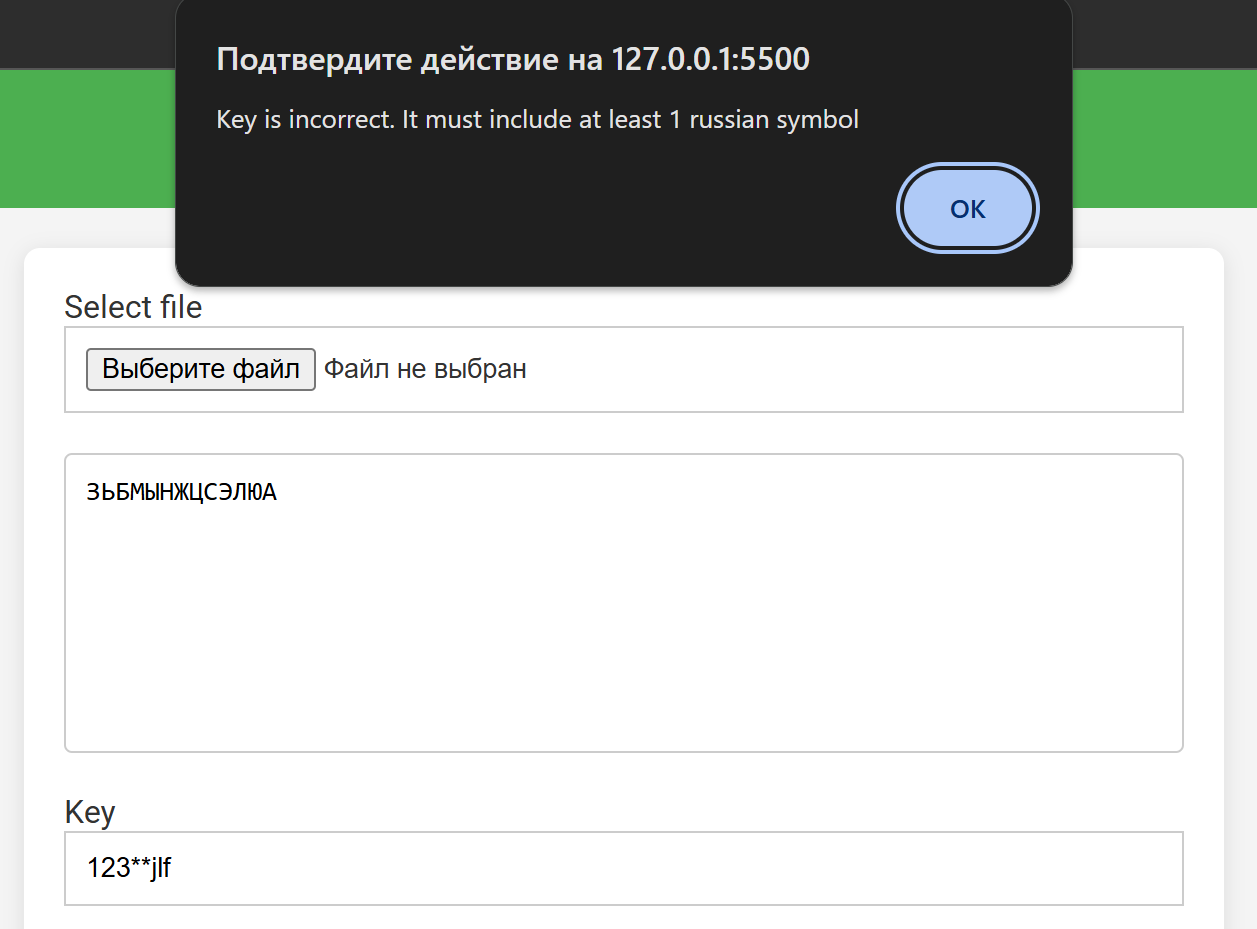 Подтвердите действие на 127.0.0.1:5500
Key is incorrect. It must include at least 1 russian symbol
ОК
Select file
Выберите файл Файл не выбран
ЗЬБМЫНЖЦСЭЛЮА
Key
123**jlf